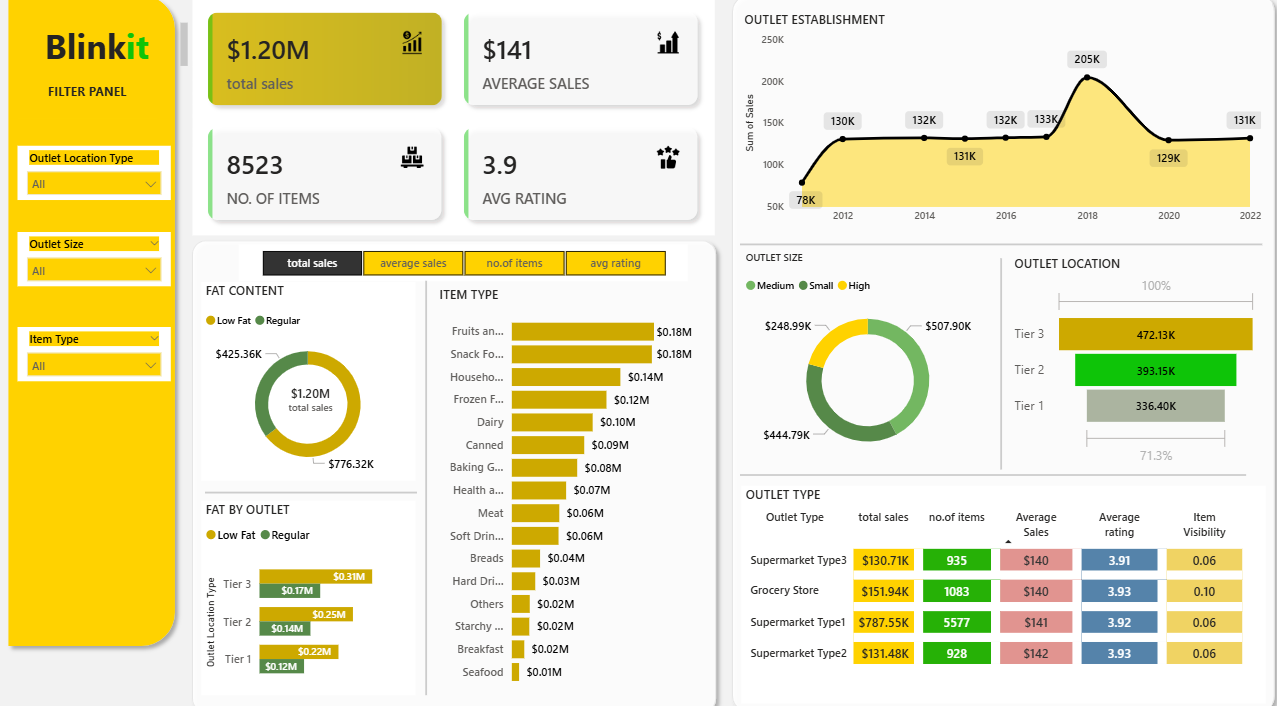 Blinkit
FILTER PANEL
Outlet Location Type
All
Outlet Size
All
Item Type
All
$1.20M
total sales
$141
AVERAGE SALES
8523
NO. OF ITEMS
3.9
AVG RATING
total sales average sales no.of items avg rating
FAT CONTENT
Low Fat Regular
$425.36K
$1.20M
total sales
$776.32K
FAT BY OUTLET
Low Fat Regular
Outlet Location Type
Tier 3 $0.31M
$0.17M
Tier 2 $0.25M
$0.14M
Tier 1 $0.22M
$0.12M
ITEM TYPE
Fruits an... $0.18M
Snack Fo... $0.18M
Househo... $0.14M
Frozen F... $0.12M
Dairy $0.10M
Canned $0.09M
Baking G... $0.08M
Health a... $0.07M
Meat $0.06M
Soft Drin... $0.06M
Breads $0.04M
Hard Dri... $0.03M
Others $0.02M
Starchy ... $0.02M
Breakfast $0.02M
Seafood $0.01M
OUTLET ESTABLISHMENT
Sum of Sales
250K
200K
150K
100K
50K
78K 130K 132K 131K 132K 133K 205K 129K 131K
2012 2014 2016 2018 2020 2022
OUTLET SIZE
Medium Small High
$248.99K $507.90K
$444.79K
OUTLET LOCATION
100%
Tier 3 472.13K
Tier 2 393.15K
Tier 1 336.40K
71.3%
OUTLET TYPE
Outlet Type total sales no.of items Average Sales Average rating Item Visibility
Supermarket Type3 $130.71K 935 $140 3.91 0.06
Grocery Store $151.94K 1083 $140 3.93 0.10
Supermarket Type1 $787.55K 5577 $141 3.92 0.06
Supermarket Type2 $131.48K 928 $142 3.93 0.06